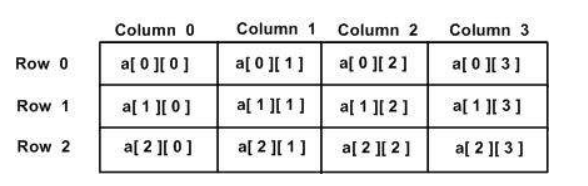 Column 0 Column 1 Column 2 Column 3
Row 0 a[ 0 ][ 0 ] a[ 0 ][ 1 ] a[ 0 ][ 2 ] a[ 0 ][ 3 ]
Row 1 a[ 1 ][ 0 ] a[ 1 ][ 1 ] a[ 1 ][ 2 ] a[ 1 ][ 3 ]
Row 2 a[ 2 ][ 0 ] a[ 2 ][ 1 ] a[ 2 ][ 2 ] a[ 2 ][ 3 ]